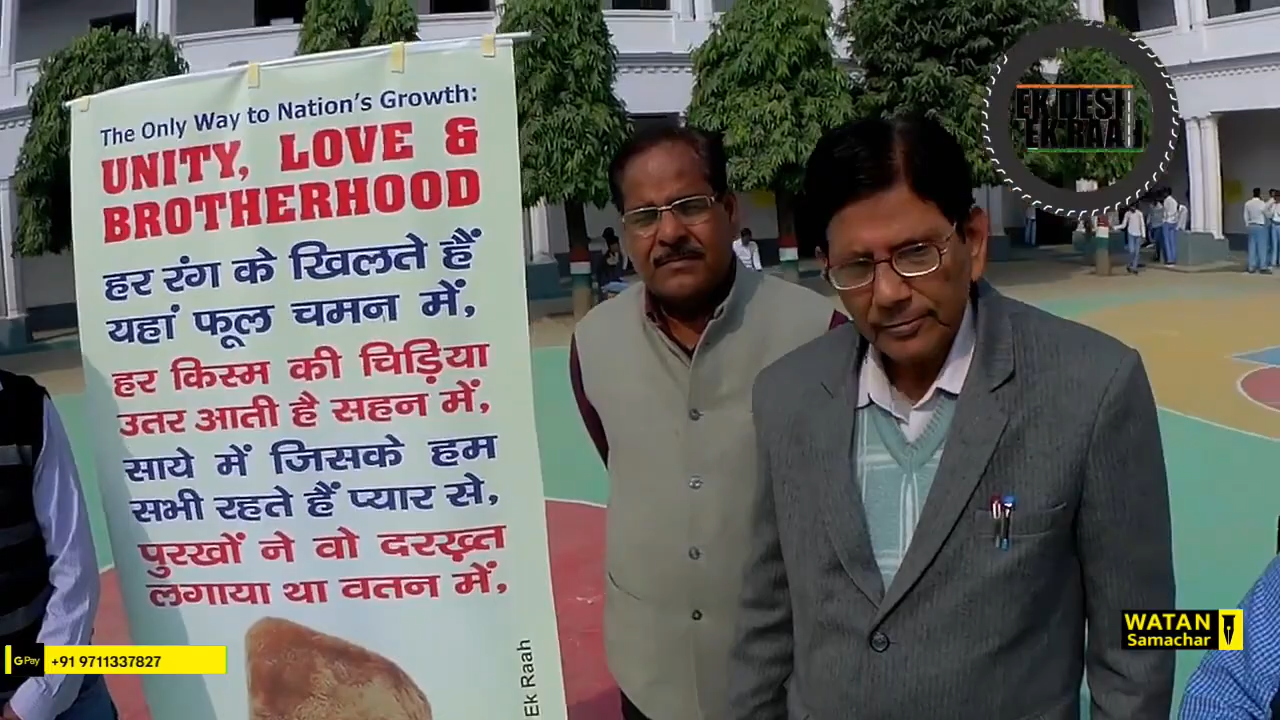 The Only Way to Nation's Growth:
UNITY, LOVE &
BROTHERHOOD
हर रंग के खिलते हैं
यहां फूल चमन में,
हर किस्म की चिड़िया
उतर आती है सहन में,
साये में जिसके हम
सभी रहते हैं प्यार से,
पुरखों ने वो दरख़्त
लगाया था वतन में,
Ek Raah
EK DESH
EK RAAH
WATAN
Samachar
G Pay
+91 9711337827